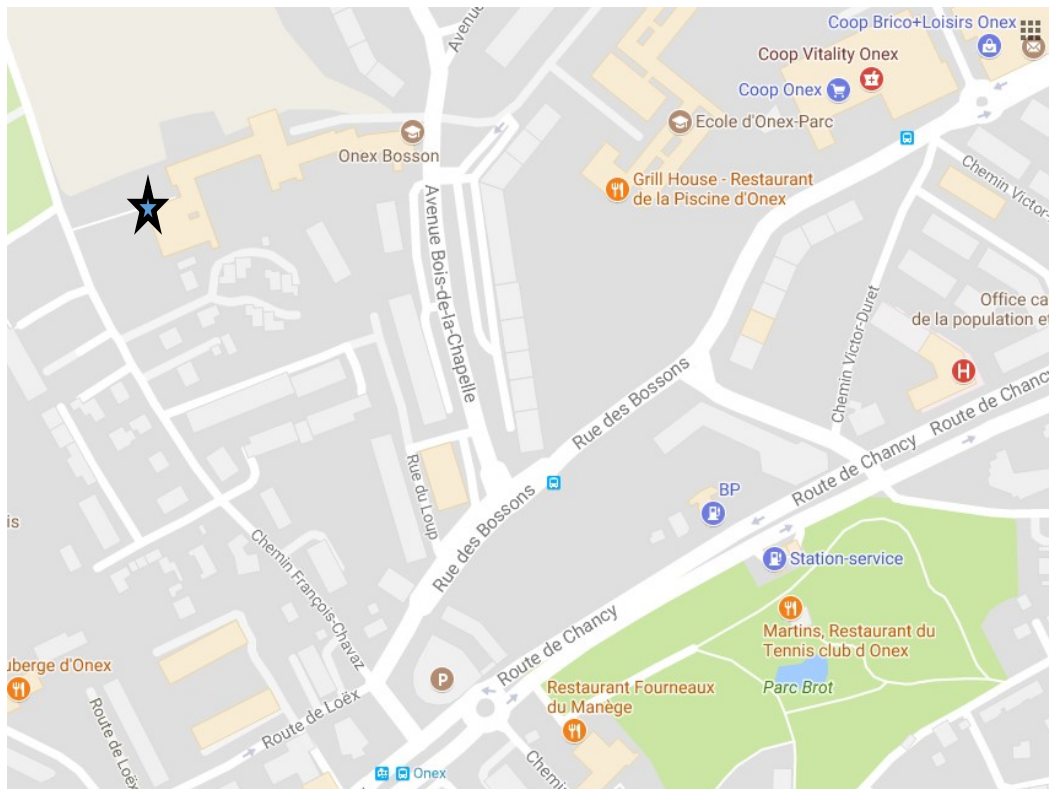 Coop Brico+Loisirs Onex
Avenue
Coop Vitality Onex
Coop Onex
Ecole d'Onex-Parc
Onex Bosson
Grill House - Restaurant
de la Piscine d'Onex
Chemin Victor-
Avenue Bois-de-la-Chapelle
Office ca
de la population et
Chemin Victor-Duret
H
Rue des Bossons
Route de Chancy
Route de Chancy
Rue du Loup
BP
Rue des Bossons
is
Station-service
Chemin François-Chavaz
Martins, Restaurant du
Tennis club d Onex
Route de Chancy
uberge d'Onex
P
Parc Brot
Restaurant Fourneaux
du Manège
Route de Loëx
Route de Loëx
Chemin
Onex